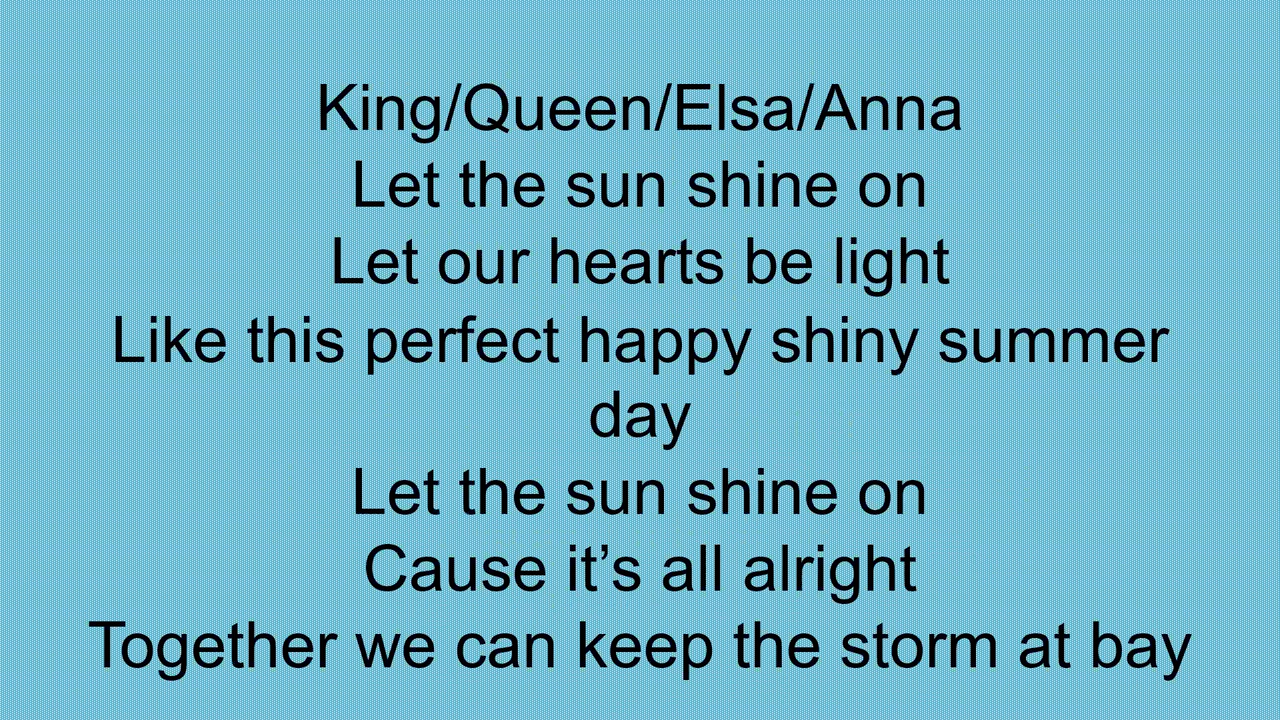 King/Queen/Elsa/Anna
Let the sun shine on
Let our hearts be light
Like this perfect happy shiny summer
day
Let the sun shine on
Cause it’s all alright
Together we can keep the storm at bay